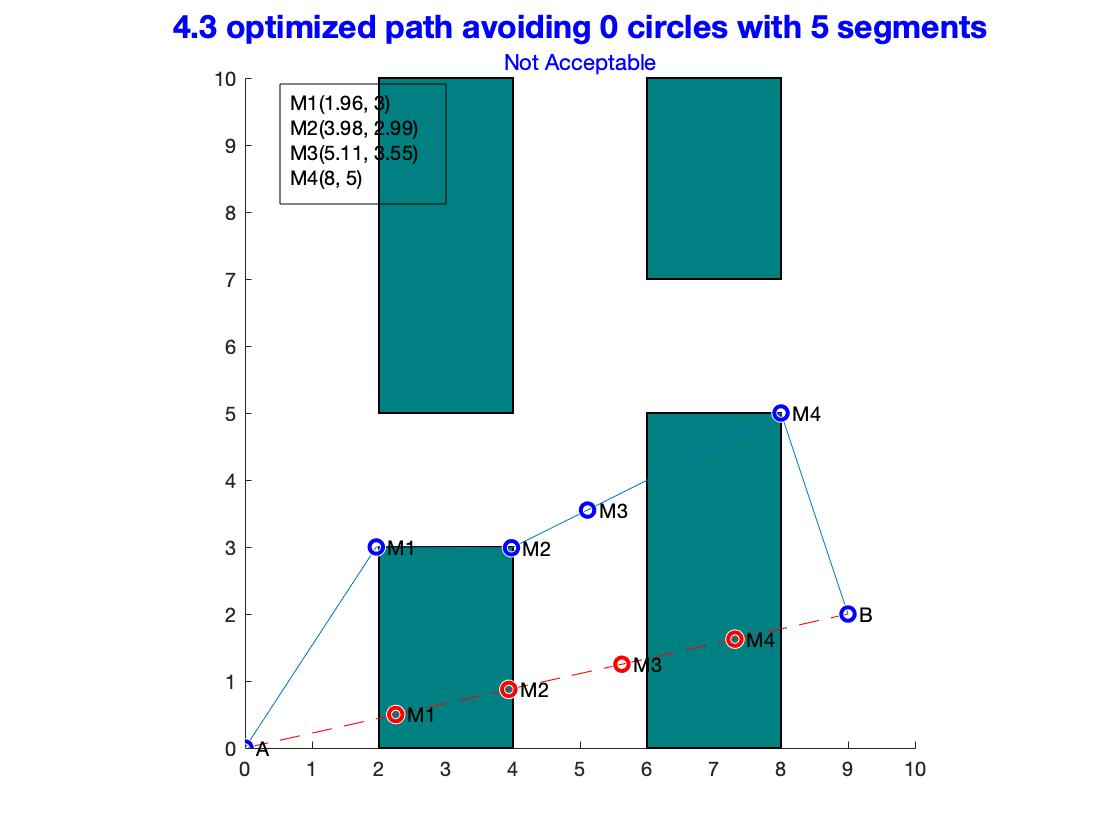 4.3 optimized path avoiding 0 circles with 5 segments
Not Acceptable
10
M1(1.96, 3)
M2(3.98, 2.99)
M3(5.11, 3.55)
M4(8, 5)
9
8
7
6
5
M4
4
M3
3
M1
M2
2
B
M4
M3
1
M2
M1
0
A
0 1 2 3 4 5 6 7 8 9 10